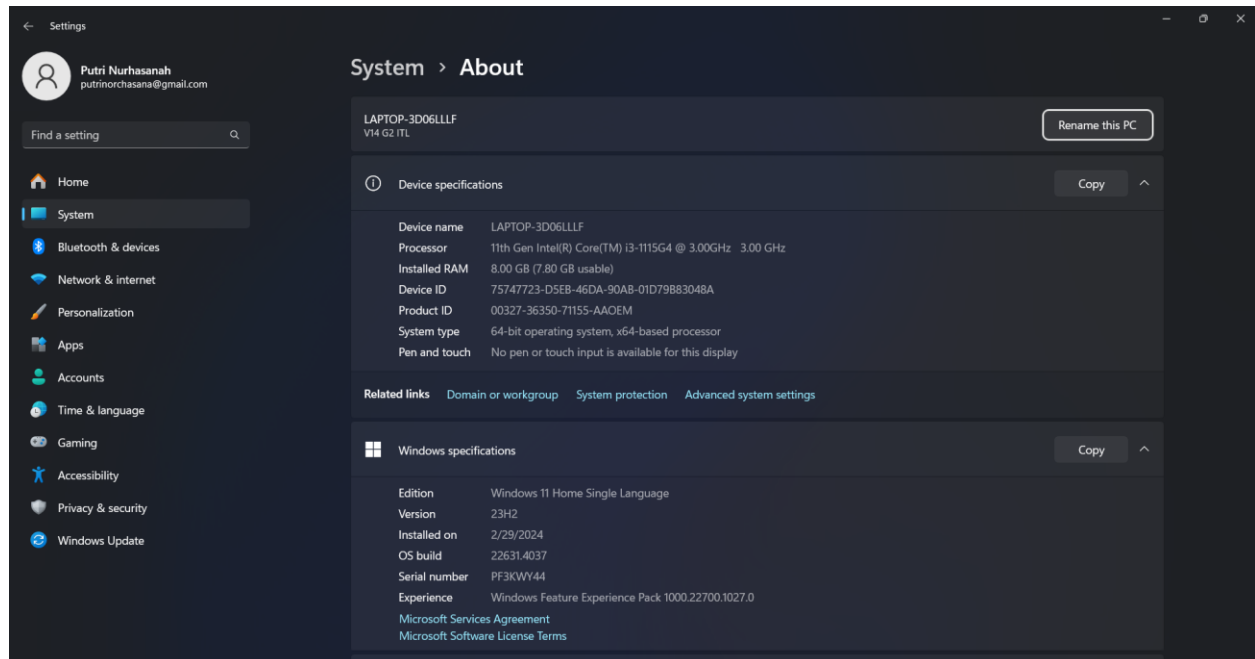 Settings
Putri Nurhasanah
putrinorchasana@gmail.com
Find a setting
Home
System
Bluetooth & devices
Network & internet
Personalization
Apps
Accounts
Time & language
Gaming
Accessibility
Privacy & security
Windows Update
System > About
LAPTOP-3D06LLLF
V14 G2 ITL
Rename this PC
Device specifications
Copy
Device name LAPTOP-3D06LLLF
Processor 11th Gen Intel(R) Core(TM) i3-1115G4 @ 3.00GHz 3.00 GHz
Installed RAM 8.00 GB (7.80 GB usable)
Device ID 75747723-D5EB-46DA-90AB-01D79B83048A
Product ID 00327-36350-71155-AAOEM
System type 64-bit operating system, x64-based processor
Pen and touch No pen or touch input is available for this display
Related links Domain or workgroup System protection Advanced system settings
Windows specifications
Copy
Edition Windows 11 Home Single Language
Version 23H2
Installed on 2/29/2024
OS build 22631.4037
Serial number PF3KWY44
Experience Windows Feature Experience Pack 1000.22700.1027.0
Microsoft Services Agreement
Microsoft Software License Terms